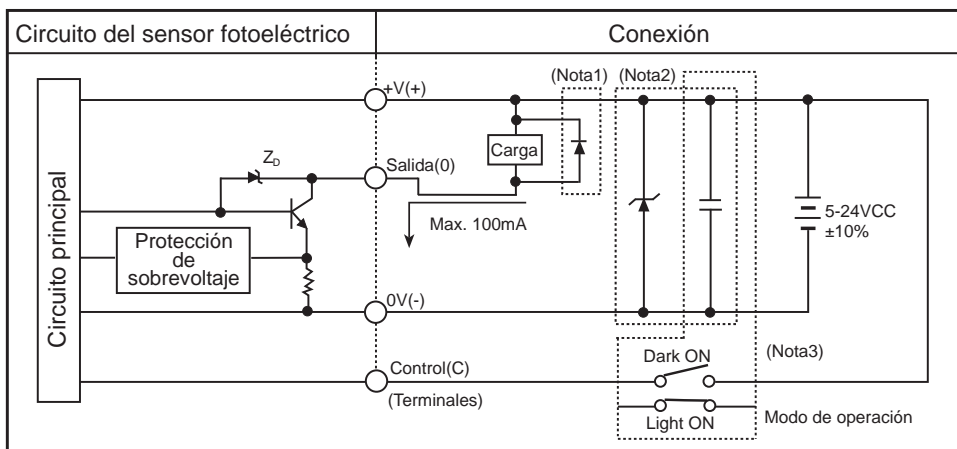 Circuito del sensor fotoeléctrico
Conexión
Circuito principal
Z_D
Protección
de
sobrevoltaje
+V(+)
Salida(0)
0V(-)
Control(C)
(Terminales)
Carga
(Nota1)
(Nota2)
Max. 100mA
5-24VCC
±10%
Dark ON
(Nota3)
Light ON
Modo de operación